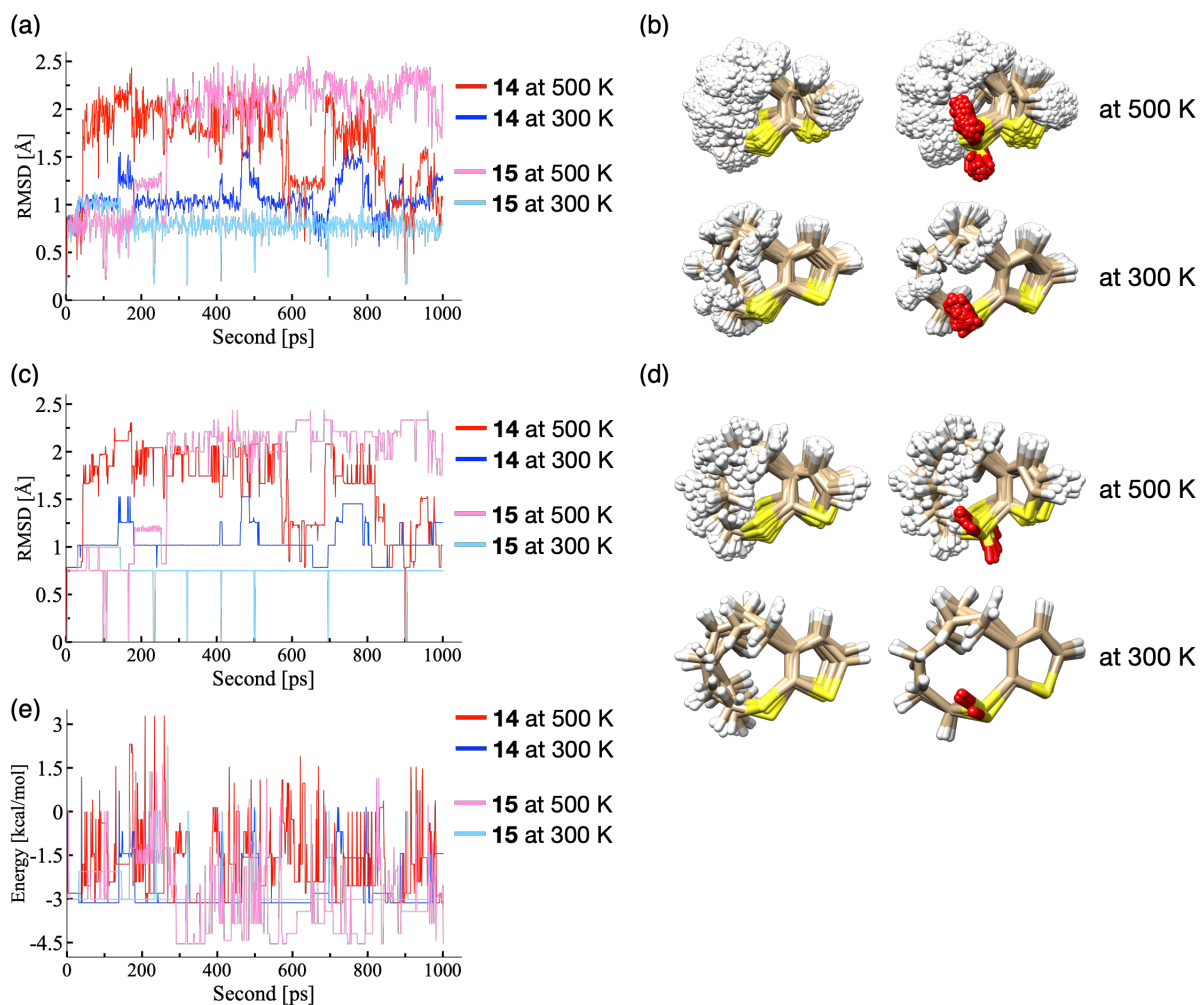 (a)
RMSD [Å]
2.5
2
1.5
1
0.5
0
0 200 400 600 800 1000
Second [ps]
14 at 500 K
14 at 300 K
15 at 500 K
15 at 300 K
(b)
at 500 K
at 300 K
(c)
RMSD [Å]
2.5
2
1.5
1
0.5
0
0 200 400 600 800 1000
Second [ps]
14 at 500 K
14 at 300 K
15 at 500 K
15 at 300 K
(d)
at 500 K
at 300 K
(e)
Energy [kcal/mol]
3
1.5
0
-1.5
-3
-4.5
0 200 400 600 800 1000
Second [ps]
14 at 500 K
14 at 300 K
15 at 500 K
15 at 300 K